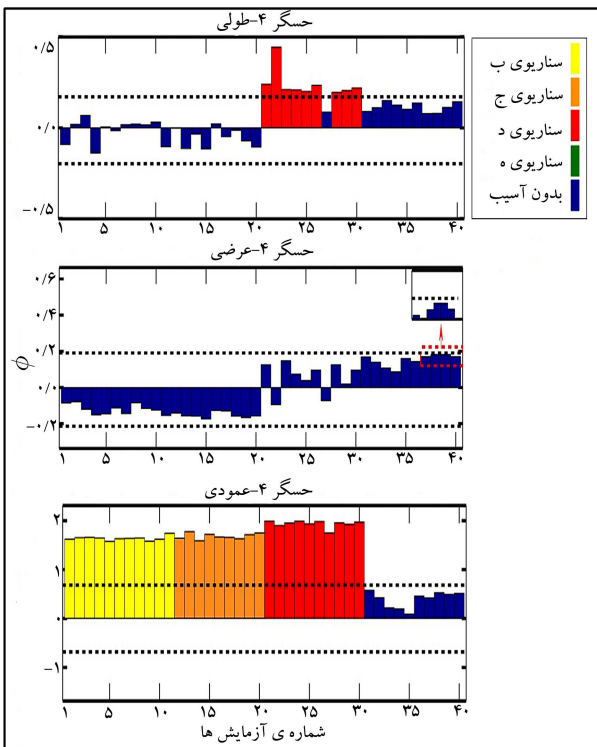 حسگر ۴-طولی
۰/۵
۰/۰
-۰/۵
۱ ۵ ۱۰ ۱۵ ۲۰ ۲۵ ۳۰ ۳۵ ۴۰
سناریوی ب
سناریوی ج
سناریوی د
سناریوی ه
بدون آسیب
حسگر ۴-عرضی
۰/۶
۰/۴
۰/۲
۰/۰
-۰/۲
ϕ
۱ ۵ ۱۰ ۱۵ ۲۰ ۲۵ ۳۰ ۳۵ ۴۰
حسگر ۴-عمودی
۲
۱
۰
-۱
۱ ۵ ۱۰ ۱۵ ۲۰ ۲۵ ۳۰ ۳۵ ۴۰
شماره ی آزمایش ها